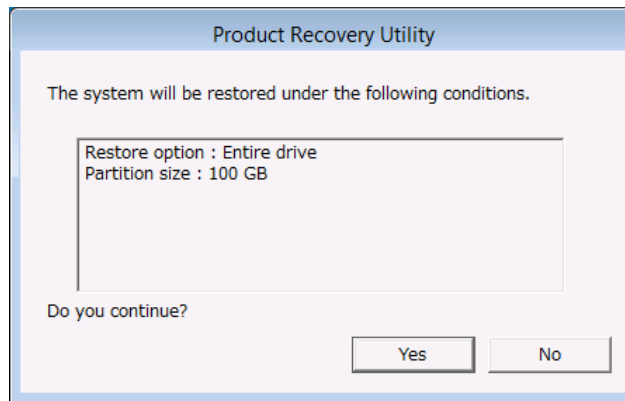 Product Recovery Utility
The system will be restored under the following conditions.
Restore option : Entire drive
Partition size : 100 GB
Do you continue?
Yes
No